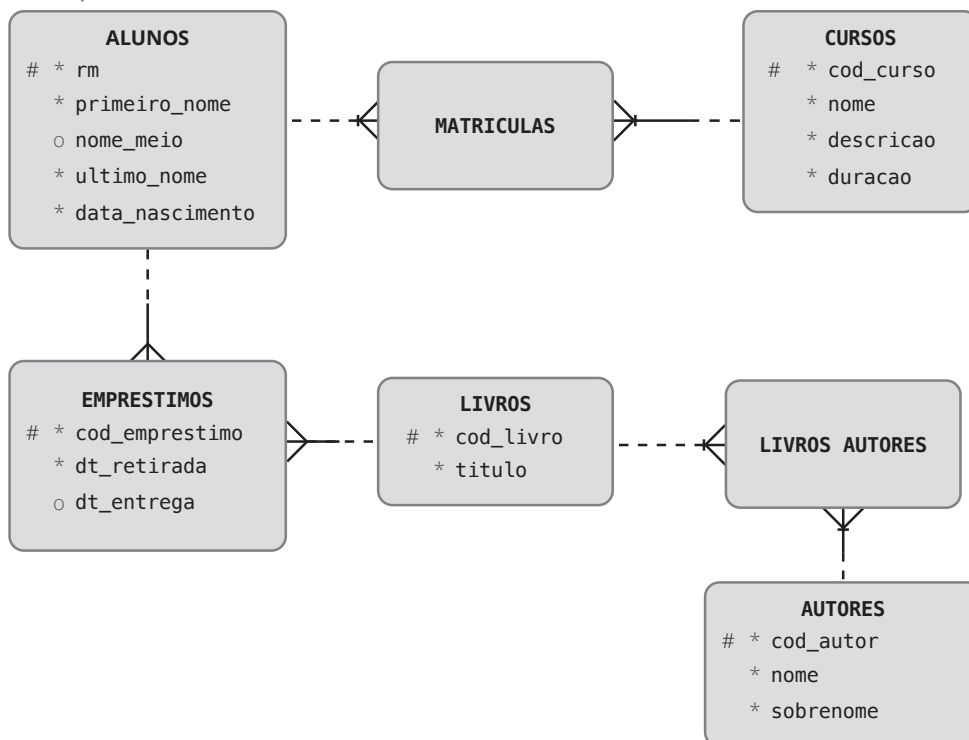 ALUNOS
# * rm
* primeiro_nome
o nome_meio
* ultimo_nome
* data_nascimento
MATRICULAS
CURSOS
# * cod_curso
* nome
* descricao
* duracao
EMPRESTIMOS
# * cod_emprestimo
* dt_retirada
o dt_entrega
LIVROS
# * cod_livro
* titulo
LIVROS AUTORES
AUTORES
# * cod_autor
* nome
* sobrenome